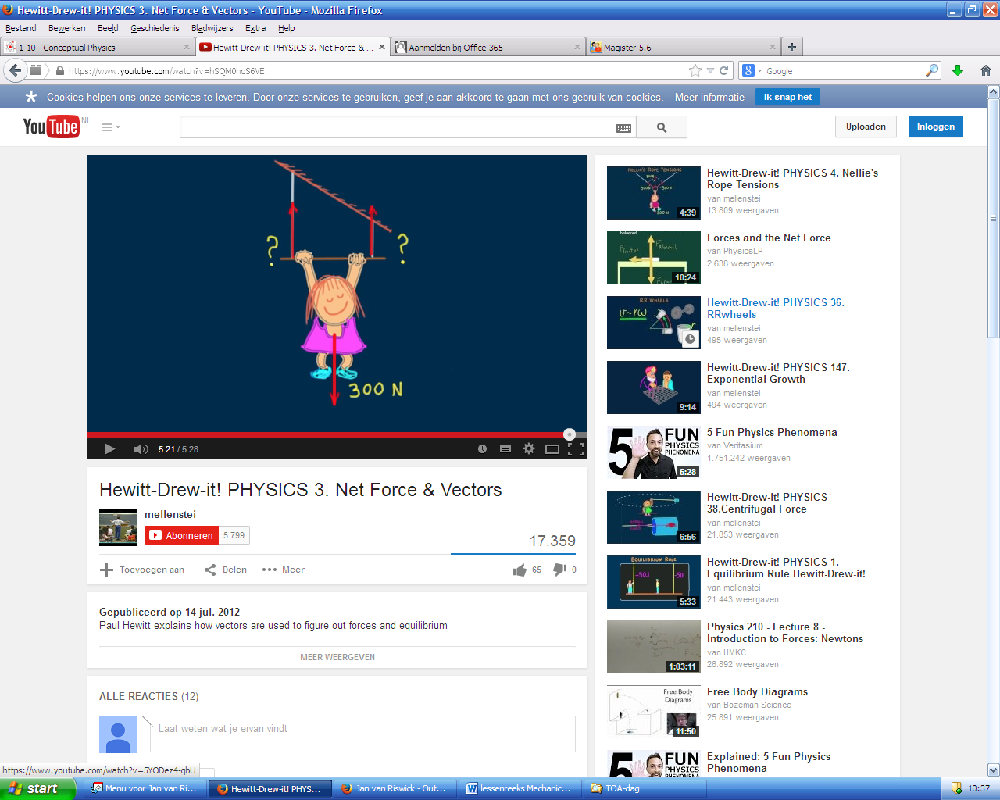 Hewitt-Drew-it! PHYSICS 3. Net Force & Vectors - YouTube - Mozilla Firefox
Bestand Bewerken Beeld Geschiedenis Bladwijzers Extra Help
1-10 - Conceptual Physics
Hewitt-Drew-it! PHYSICS 3. Net Force & ...
Aanmelden bij Office 365
Magister 5.6
https://www.youtube.com/watch?v=hSQM0hoS6VE
Google
Cookies helpen ons onze services te leveren. Door onze services te gebruiken, geef je aan akkoord te gaan met ons gebruik van cookies. Meer informatie Ik snap het
YouTube NL
Uploaden Inloggen
? ?
300 N
5:21 / 5:28
Hewitt-Drew-it! PHYSICS 3. Net Force & Vectors
mellenstei
Abonneren 5.799
17.359
Toevoegen aan Delen Meer 65 0
Gepubliceerd op 14 jul. 2012
Paul Hewitt explains how vectors are used to figure out forces and equilibrium
MEER WEERGEVEN
ALLE REACTIES (12)
Laat weten wat je ervan vindt
NELLIE'S ROPE TENSIONS
300 N 300 N
300 N
4:39
Hewitt-Drew-it! PHYSICS 4. Nellie's
Rope Tensions
van mellenstei
13.809 weergaven
balanced
10:24
Forces and the Net Force
van PhysicsLP
2.638 weergaven
RR WHEELS
v~rω
r
Hewitt-Drew-it! PHYSICS 36.
RRwheels
van mellenstei
495 weergaven
9:14
Hewitt-Drew-it! PHYSICS 147.
Exponential Growth
van mellenstei
494 weergaven
5 FUN
PHYSICS
PHENOMENA
5:28
5 Fun Physics Phenomena
van Veritasium
1.751.242 weergaven
6:56
Hewitt-Drew-it! PHYSICS
38.Centrifugal Force
van mellenstei
21.853 weergaven
EQUILIBRIUM RULE
5:33
Hewitt-Drew-it! PHYSICS 1.
Equilibrium Rule Hewitt-Drew-it!
van mellenstei
21.443 weergaven
1:03:11
Physics 210 - Lecture 8 -
Introduction to Forces: Newtons
van UMKC
26.892 weergaven
Free Body
Diagrams
11:50
Free Body Diagrams
van Bozeman Science
25.891 weergaven
5 FUN
PHYSICS
Explained: 5 Fun Physics
Phenomena
https://www.youtube.com/watch?v=5YODez4-qbU
start
Menu voor Jan van Ri...
Hewitt-Drew-it! PHYS...
Jan van Riswick - Out...
lessenreeks Mechanic...
TOA-dag
10:37